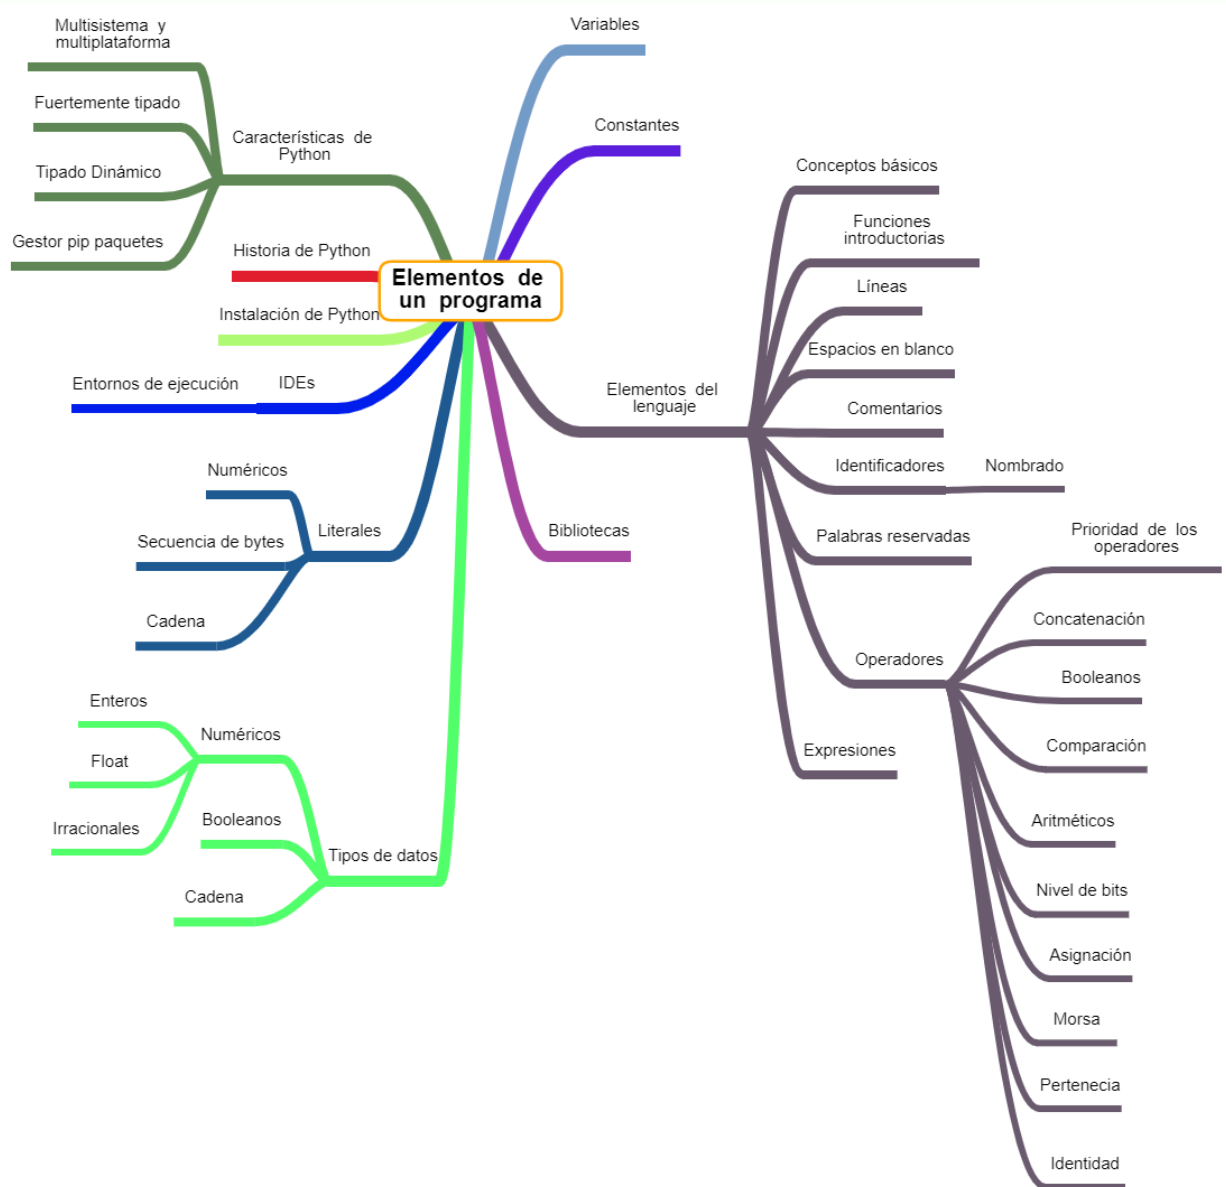 Elementos de
un programa
Variables
Constantes
Características de
Python
Multisistema y
multiplataforma
Fuertemente tipado
Tipado Dinámico
Gestor pip paquetes
Historia de Python
Instalación de Python
IDEs
Entornos de ejecución
Literales
Numéricos
Secuencia de bytes
Cadena
Tipos de datos
Numéricos
Enteros
Float
Irracionales
Booleanos
Cadena
Bibliotecas
Elementos del
lenguaje
Conceptos básicos
Funciones
introductorias
Líneas
Espacios en blanco
Comentarios
Identificadores
Nombrado
Palabras reservadas
Operadores
Prioridad de los
operadores
Concatenación
Booleanos
Comparación
Aritméticos
Nivel de bits
Asignación
Morsa
Pertenecia
Identidad
Expresiones